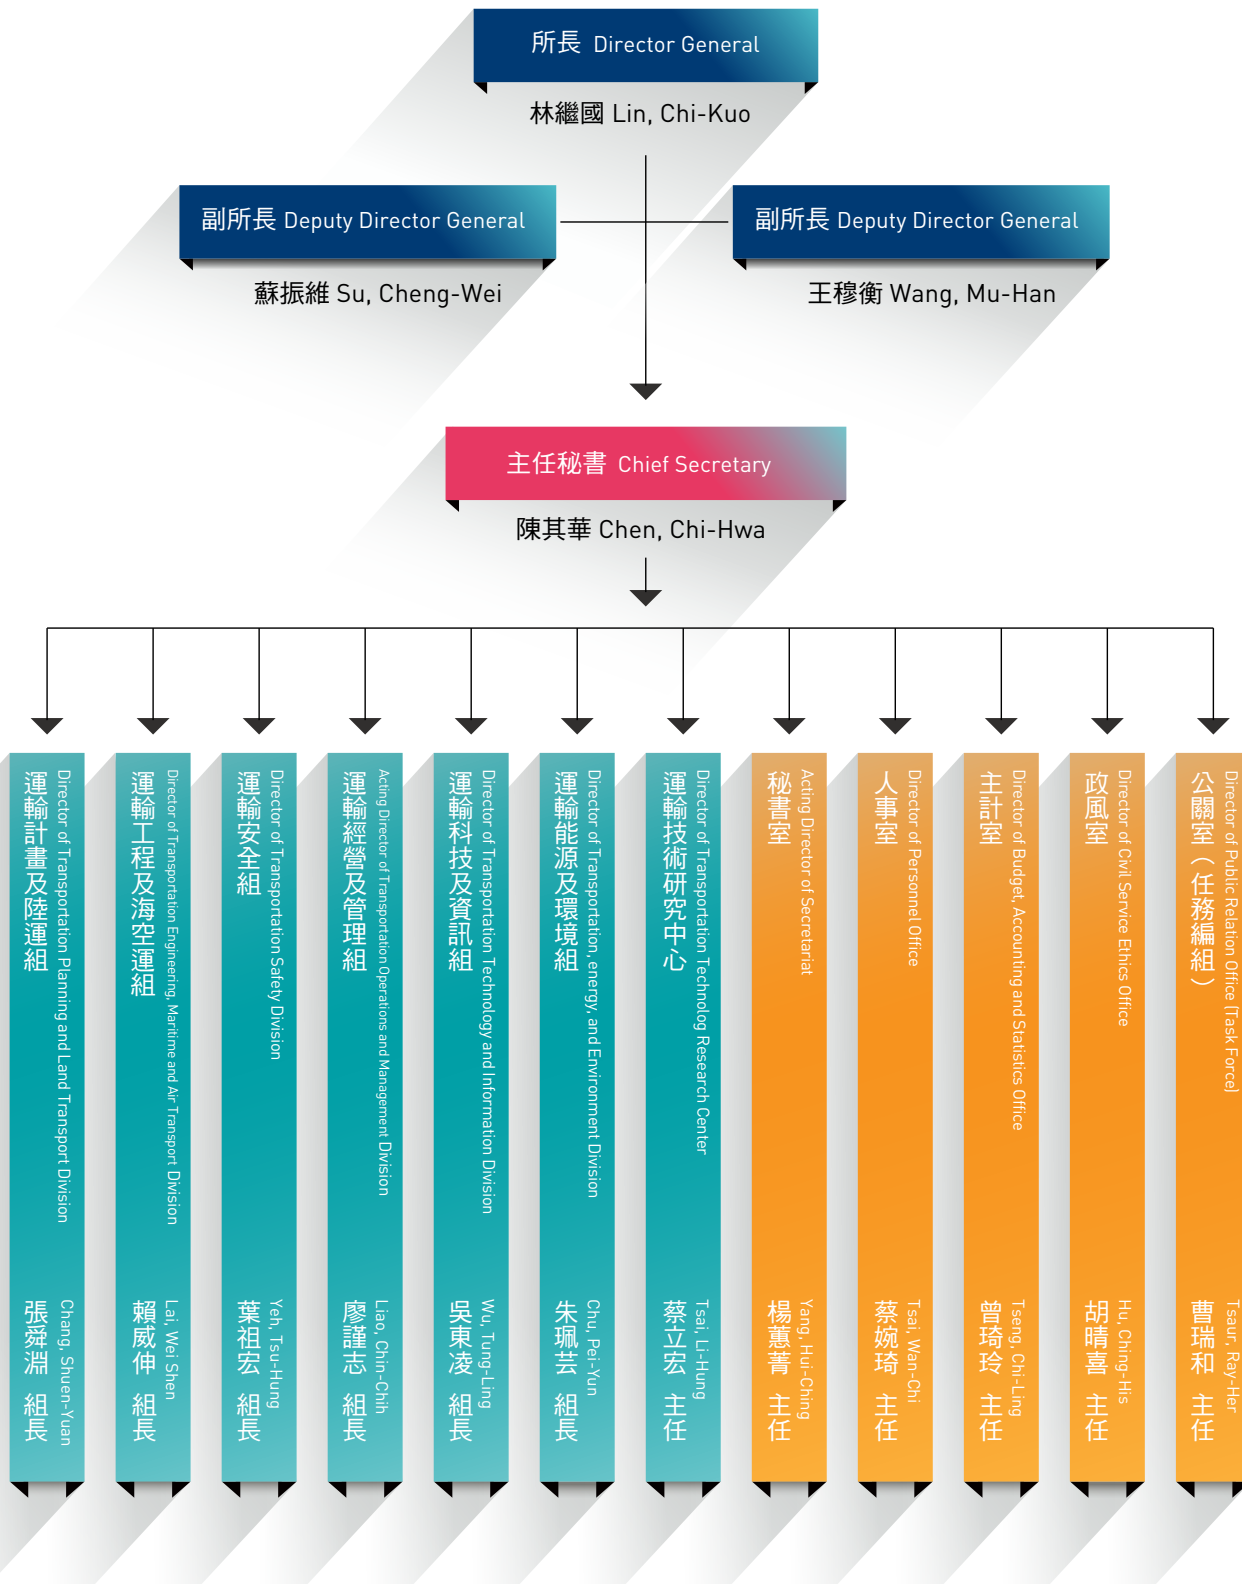 所長 Director General
林繼國 Lin, Chi-Kuo
副所長 Deputy Director General
蘇振維 Su, Cheng-Wei
副所長 Deputy Director General
王穆衡 Wang, Mu-Han
主任秘書 Chief Secretary
陳其華 Chen, Chi-Hwa
運輸計畫及陸運組
Director of Transportation Planning and Land Transport Division
張舜淵 組長
Chang, Shuen-Yuan
運輸工程及海空運組
Director of Transportation Engineering, Maritime and Air Transport Division
賴威伸 組長
Lai, Wei Shen
運輸安全組
Director of Transportation Safety Division
葉祖宏 組長
Yeh, Tsu-Hung
運輸經營及管理組
Acting Director of Transportation Operations and Management Division
廖謹志 組長
Liao, Chin-Chih
運輸科技及資訊組
Director of Transportation Technology and Information Division
吳東凌 組長
Wu, Tung-Ling
運輸能源及環境組
Director of Transportation, energy, and Environment Division
朱珮芸 組長
Chu, Pei-Yun
運輸技術研究中心
Director of Transportation Technolog Research Center
蔡立宏 主任
Tsai, Li-Hung
秘書室
Acting Director of Secretariat
楊蕙菁 主任
Yang, Hui-Ching
人事室
Director of Personnel Office
蔡婉琦 主任
Tsai, Wan-Chi
主計室
Director of Budget, Accounting and Statistics Office
曾琦玲 主任
Tseng, Chi-Ling
政風室
Director of Civil Service Ethics Office
胡晴喜 主任
Hu, Ching-His
公關室（任務編組）
Director of Public Relation Office (Task Force)
曹瑞和 主任
Tsaur, Ray-Her